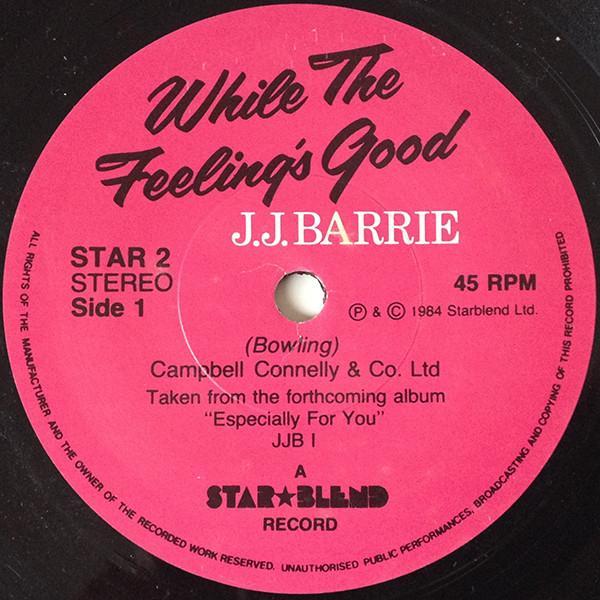 While The
Feeling's Good
J.J. BARRIE
STAR 2
STEREO
Side 1
45 RPM
Ⓟ & © 1984 Starblend Ltd.
(Bowling)
Campbell Connelly & Co. Ltd
Taken from the forthcoming album
"Especially For You"
JJB I
A
STAR★BLEND
RECORD
ALL RIGHTS OF THE MANUFACTURER AND THE OWNER OF THE RECORDED WORK RESERVED. UNAUTHORISED PUBLIC PERFORMANCES, BROADCASTING AND COPYING OF THIS RECORD PROHIBITED